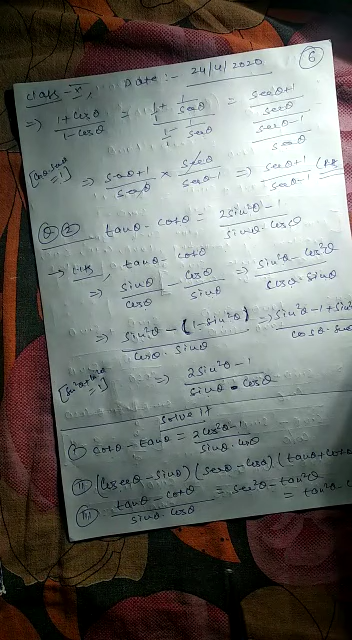 6
class - X, Date :- 24/4/2020
=> (1+cosθ)/(1-cosθ) = (1+1/secθ)/(1-1/secθ) = ((secθ+1)/secθ)/((secθ-1)/secθ)
=> (secθ+1)/secθ × secθ/(secθ-1) => (secθ+1)/(secθ-1)
Q 2 tanθ - cotθ = (2sin²θ-1)/(sinθ.cosθ)
→ LHS, tanθ - cotθ
=> sinθ/cosθ - cosθ/sinθ => (sin²θ - cos²θ)/(cosθ.sinθ)
=> (sin²θ - (1-sin²θ))/(cosθ.sinθ) => sin²θ-1+sin
=> (2sin²θ-1)/(sinθ.cosθ)
Solve it
(i) cotθ - tanθ = (2cos²θ-1)/(sinθ.cosθ)
(ii) (cosecθ-sinθ) (secθ-cosθ) (tanθ+cotθ
(iii) (tanθ-cotθ)/(sinθ.cosθ) = sec²θ -
= tan²θ -